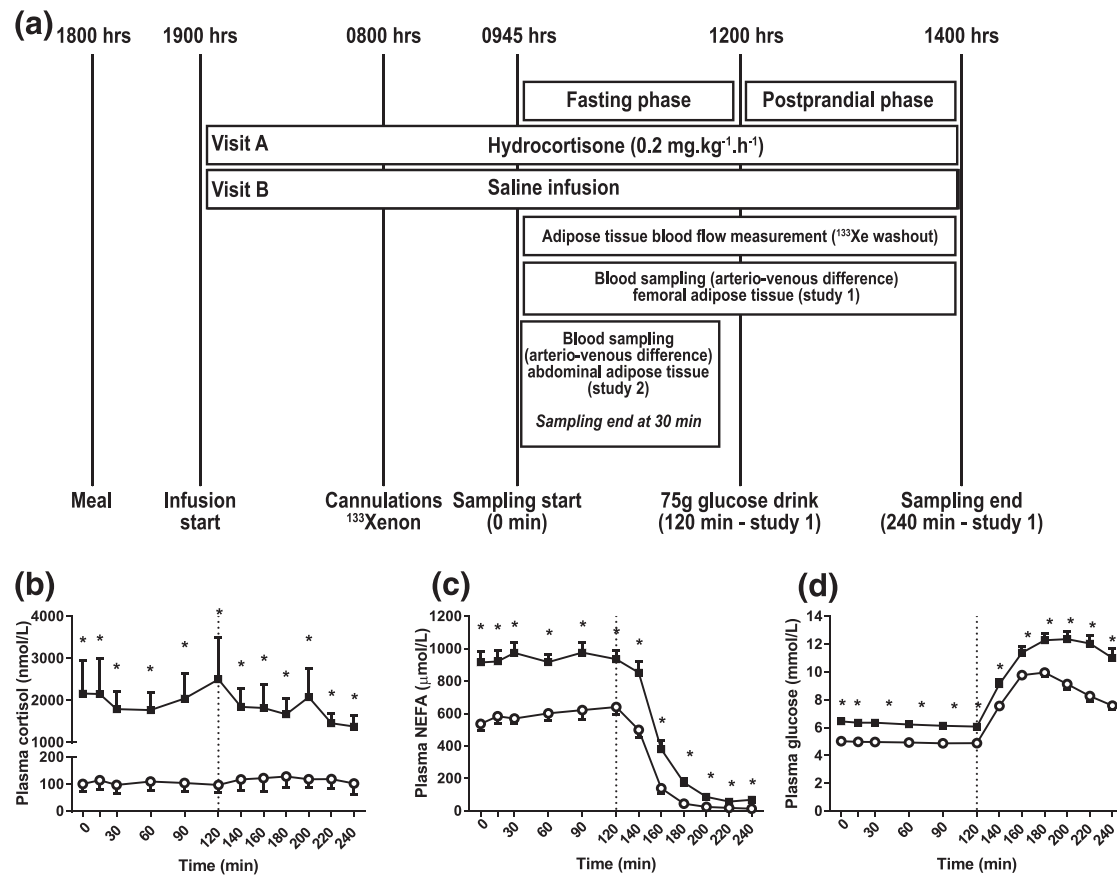 (a)
1800 hrs 1900 hrs 0800 hrs 0945 hrs 1200 hrs 1400 hrs
Fasting phase Postprandial phase
Visit A Hydrocortisone (0.2 mg.kg⁻¹.h⁻¹)
Visit B Saline infusion
Adipose tissue blood flow measurement (¹³³Xe washout)
Blood sampling (arterio-venous difference)
femoral adipose tissue (study 1)
Blood sampling
(arterio-venous difference)
abdominal adipose tissue
(study 2)
Sampling end at 30 min
Meal Infusion Cannulations Sampling start 75g glucose drink Sampling end
start ¹³³Xenon (0 min) (120 min - study 1) (240 min - study 1)
(b)
Plasma cortisol (nmol/L)
4000
3000
2000
1000
200
100
0
* * * * * * * * * * * *
0 30 60 90 120 140 160 180 200 220 240
Time (min)
(c)
Plasma NEFA (μmol/L)
1200
1000
800
600
400
200
0
* * * * * * * * * * * *
0 30 60 90 120 140 160 180 200 220 240
Time (min)
(d)
Plasma glucose (mmol/L)
14
12
10
8
6
4
2
0
* * * * * * * * * * * *
0 30 60 90 120 140 160 180 200 220 240
Time (min)